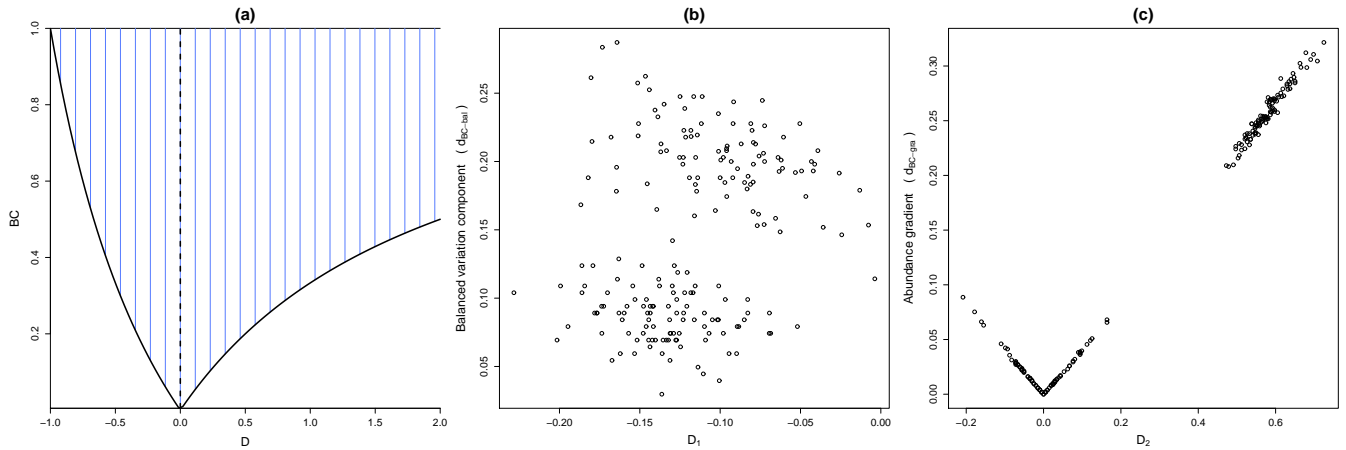 (a)
BC
1.0
0.8
0.6
0.4
0.2
−1.0 −0.5 0.0 0.5 1.0 1.5 2.0
D
(b)
Balanced variation component ( dBC−bal )
0.25
0.20
0.15
0.10
0.05
−0.20 −0.15 −0.10 −0.05 0.00
D1
(c)
Abundance gradient ( dBC−gra )
0.30
0.25
0.20
0.15
0.10
0.05
0.00
−0.2 0.0 0.2 0.4 0.6
D2